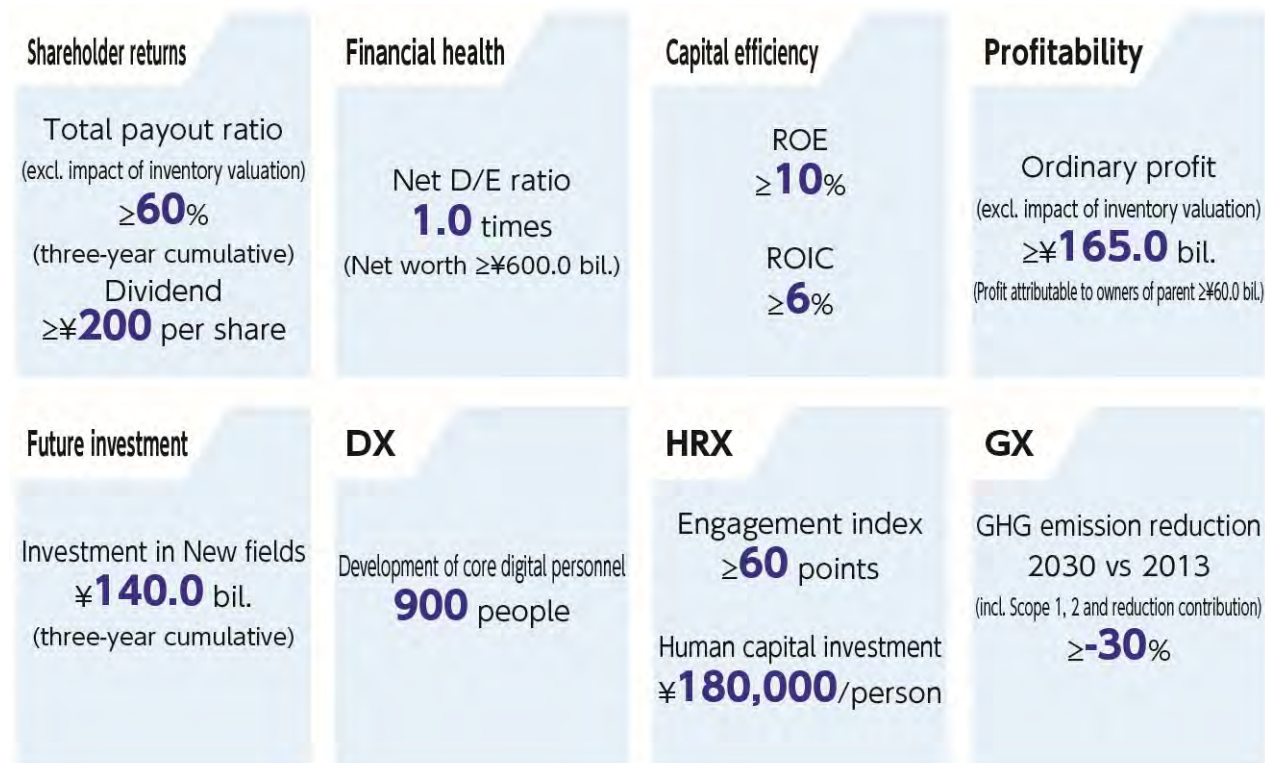 Shareholder returns
Total payout ratio
(excl. impact of inventory valuation)
≥60%
(three-year cumulative)
Dividend
≥¥200 per share
Financial health
Net D/E ratio
1.0 times
(Net worth ≥¥600.0 bil.)
Capital efficiency
ROE
≥10%
ROIC
≥6%
Profitability
Ordinary profit
(excl. impact of inventory valuation)
≥¥165.0 bil.
(Profit attributable to owners of parent ≥¥60.0 bil.)
Future investment
Investment in New fields
¥140.0 bil.
(three-year cumulative)
DX
Development of core digital personnel
900 people
HRX
Engagement index
≥60 points
Human capital investment
¥180,000/person
GX
GHG emission reduction
2030 vs 2013
(incl. Scope 1, 2 and reduction contribution)
≥-30%